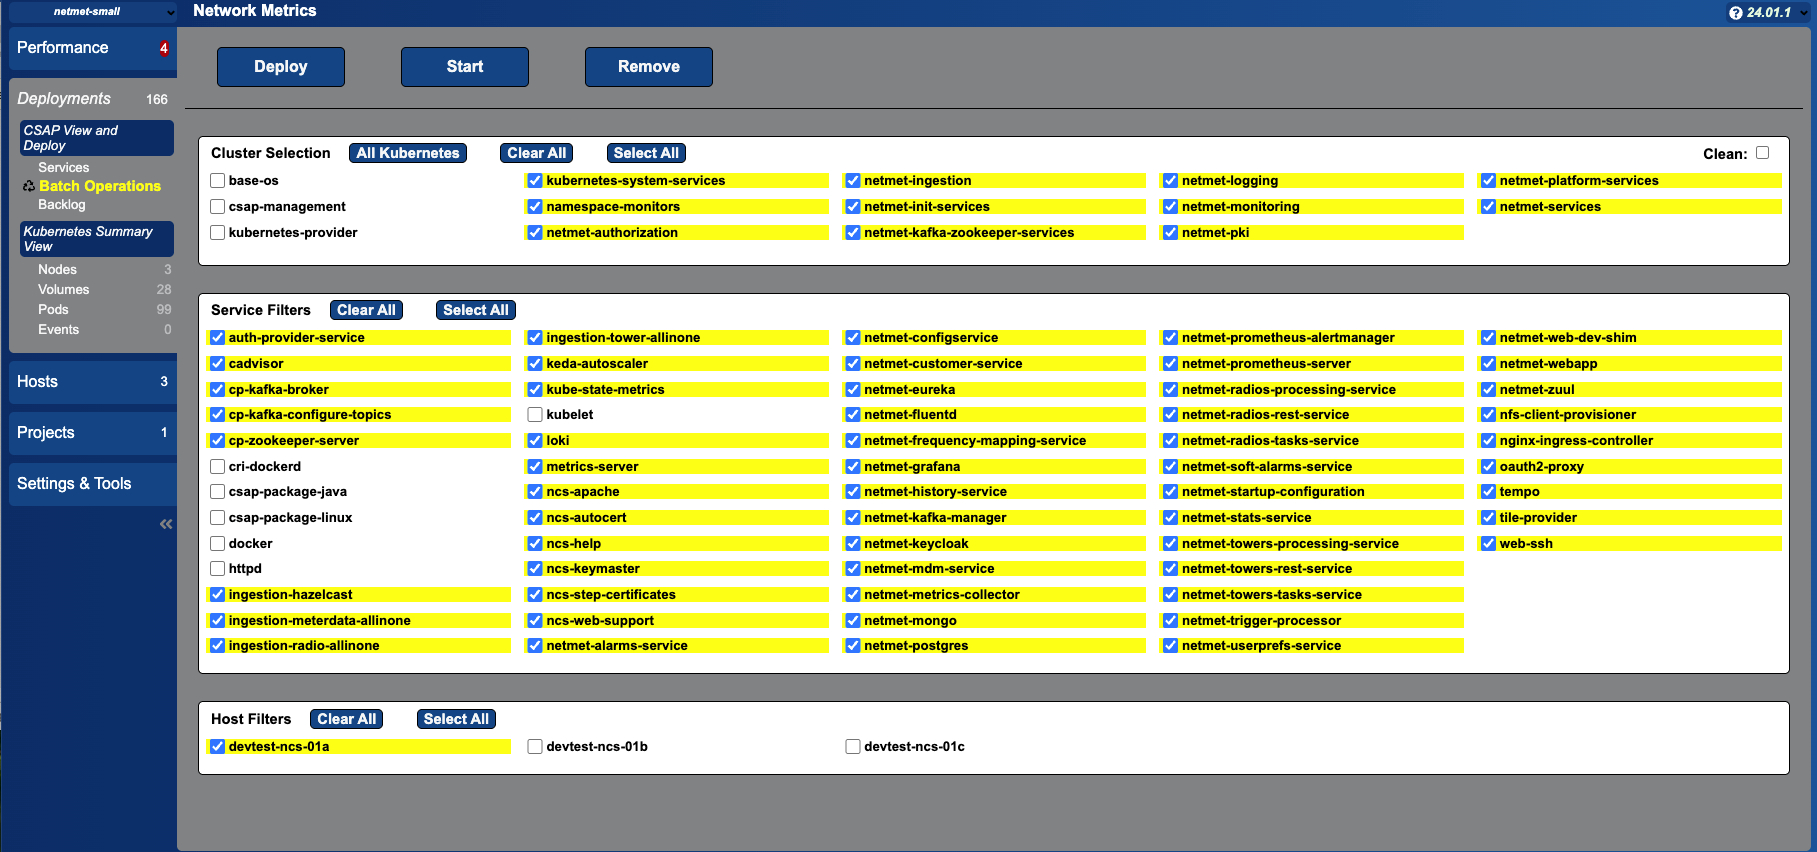 netmet-small
Network Metrics
24.01.1
Performance 4
Deployments 166
CSAP View and
Deploy
Services
Batch Operations
Backlog
Kubernetes Summary
View
Nodes 3
Volumes 28
Pods 99
Events 0
Hosts 3
Projects 1
Settings & Tools
Deploy Start Remove
Cluster Selection All Kubernetes Clear All Select All Clean:
base-os kubernetes-system-services netmet-ingestion netmet-logging netmet-platform-services
csap-management namespace-monitors netmet-init-services netmet-monitoring netmet-services
kubernetes-provider netmet-authorization netmet-kafka-zookeeper-services netmet-pki
Service Filters Clear All Select All
auth-provider-service ingestion-tower-allinone netmet-configservice netmet-prometheus-alertmanager netmet-web-dev-shim
cadvisor keda-autoscaler netmet-customer-service netmet-prometheus-server netmet-webapp
cp-kafka-broker kube-state-metrics netmet-eureka netmet-radios-processing-service netmet-zuul
cp-kafka-configure-topics kubelet netmet-fluentd netmet-radios-rest-service nfs-client-provisioner
cp-zookeeper-server loki netmet-frequency-mapping-service netmet-radios-tasks-service nginx-ingress-controller
cri-dockerd metrics-server netmet-grafana netmet-soft-alarms-service oauth2-proxy
csap-package-java ncs-apache netmet-history-service netmet-startup-configuration tempo
csap-package-linux ncs-autocert netmet-kafka-manager netmet-stats-service tile-provider
docker ncs-help netmet-keycloak netmet-towers-processing-service web-ssh
httpd ncs-keymaster netmet-mdm-service netmet-towers-rest-service
ingestion-hazelcast ncs-step-certificates netmet-metrics-collector netmet-towers-tasks-service
ingestion-meterdata-allinone ncs-web-support netmet-mongo netmet-trigger-processor
ingestion-radio-allinone netmet-alarms-service netmet-postgres netmet-userprefs-service
Host Filters Clear All Select All
devtest-ncs-01a devtest-ncs-01b devtest-ncs-01c